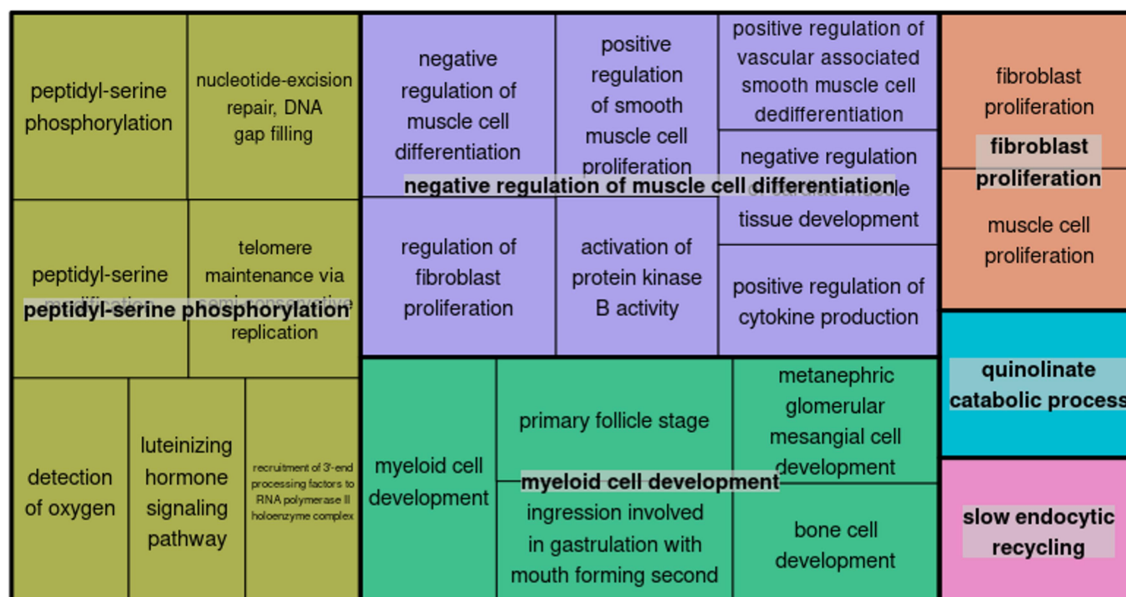 peptidyl-serine
phosphorylation
nucleotide-excision
repair, DNA
gap filling
peptidyl-serine
modification
telomere
maintenance via
semi-conservative
replication
peptidyl-serine phosphorylation
detection
of oxygen
luteinizing
hormone
signaling
pathway
recruitment of 3'-end
processing factors to
RNA polymerase II
holoenzyme complex
negative
regulation of
muscle cell
differentiation
positive
regulation
of smooth
muscle cell
proliferation
positive regulation of
vascular associated
smooth muscle cell
dedifferentiation
negative regulation
of cardiac muscle
tissue development
negative regulation of muscle cell differentiation
regulation of
fibroblast
proliferation
activation of
protein kinase
B activity
positive regulation of
cytokine production
myeloid cell
development
primary follicle stage
metanephric
glomerular
mesangial cell
development
myeloid cell development
ingression involved
in gastrulation with
mouth forming second
bone cell
development
fibroblast
proliferation
fibroblast
proliferation
muscle cell
proliferation
quinolinate
catabolic process
slow endocytic
recycling